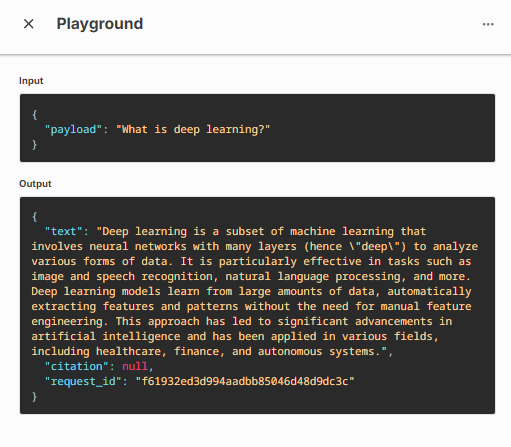 Playground
Input
{
"payload": "What is deep learning?"
}
Output
{
"text": "Deep learning is a subset of machine learning that
involves neural networks with many layers (hence \"deep\") to analyze
various forms of data. It is particularly effective in tasks such as
image and speech recognition, natural language processing, and more.
Deep learning models learn from large amounts of data, automatically
extracting features and patterns without the need for manual feature
engineering. This approach has led to significant advancements in
artificial intelligence and has been applied in various fields,
including healthcare, finance, and autonomous systems.",
"citation": null,
"request_id": "f61932ed3d994aadbb85046d48d9dc3c"
}